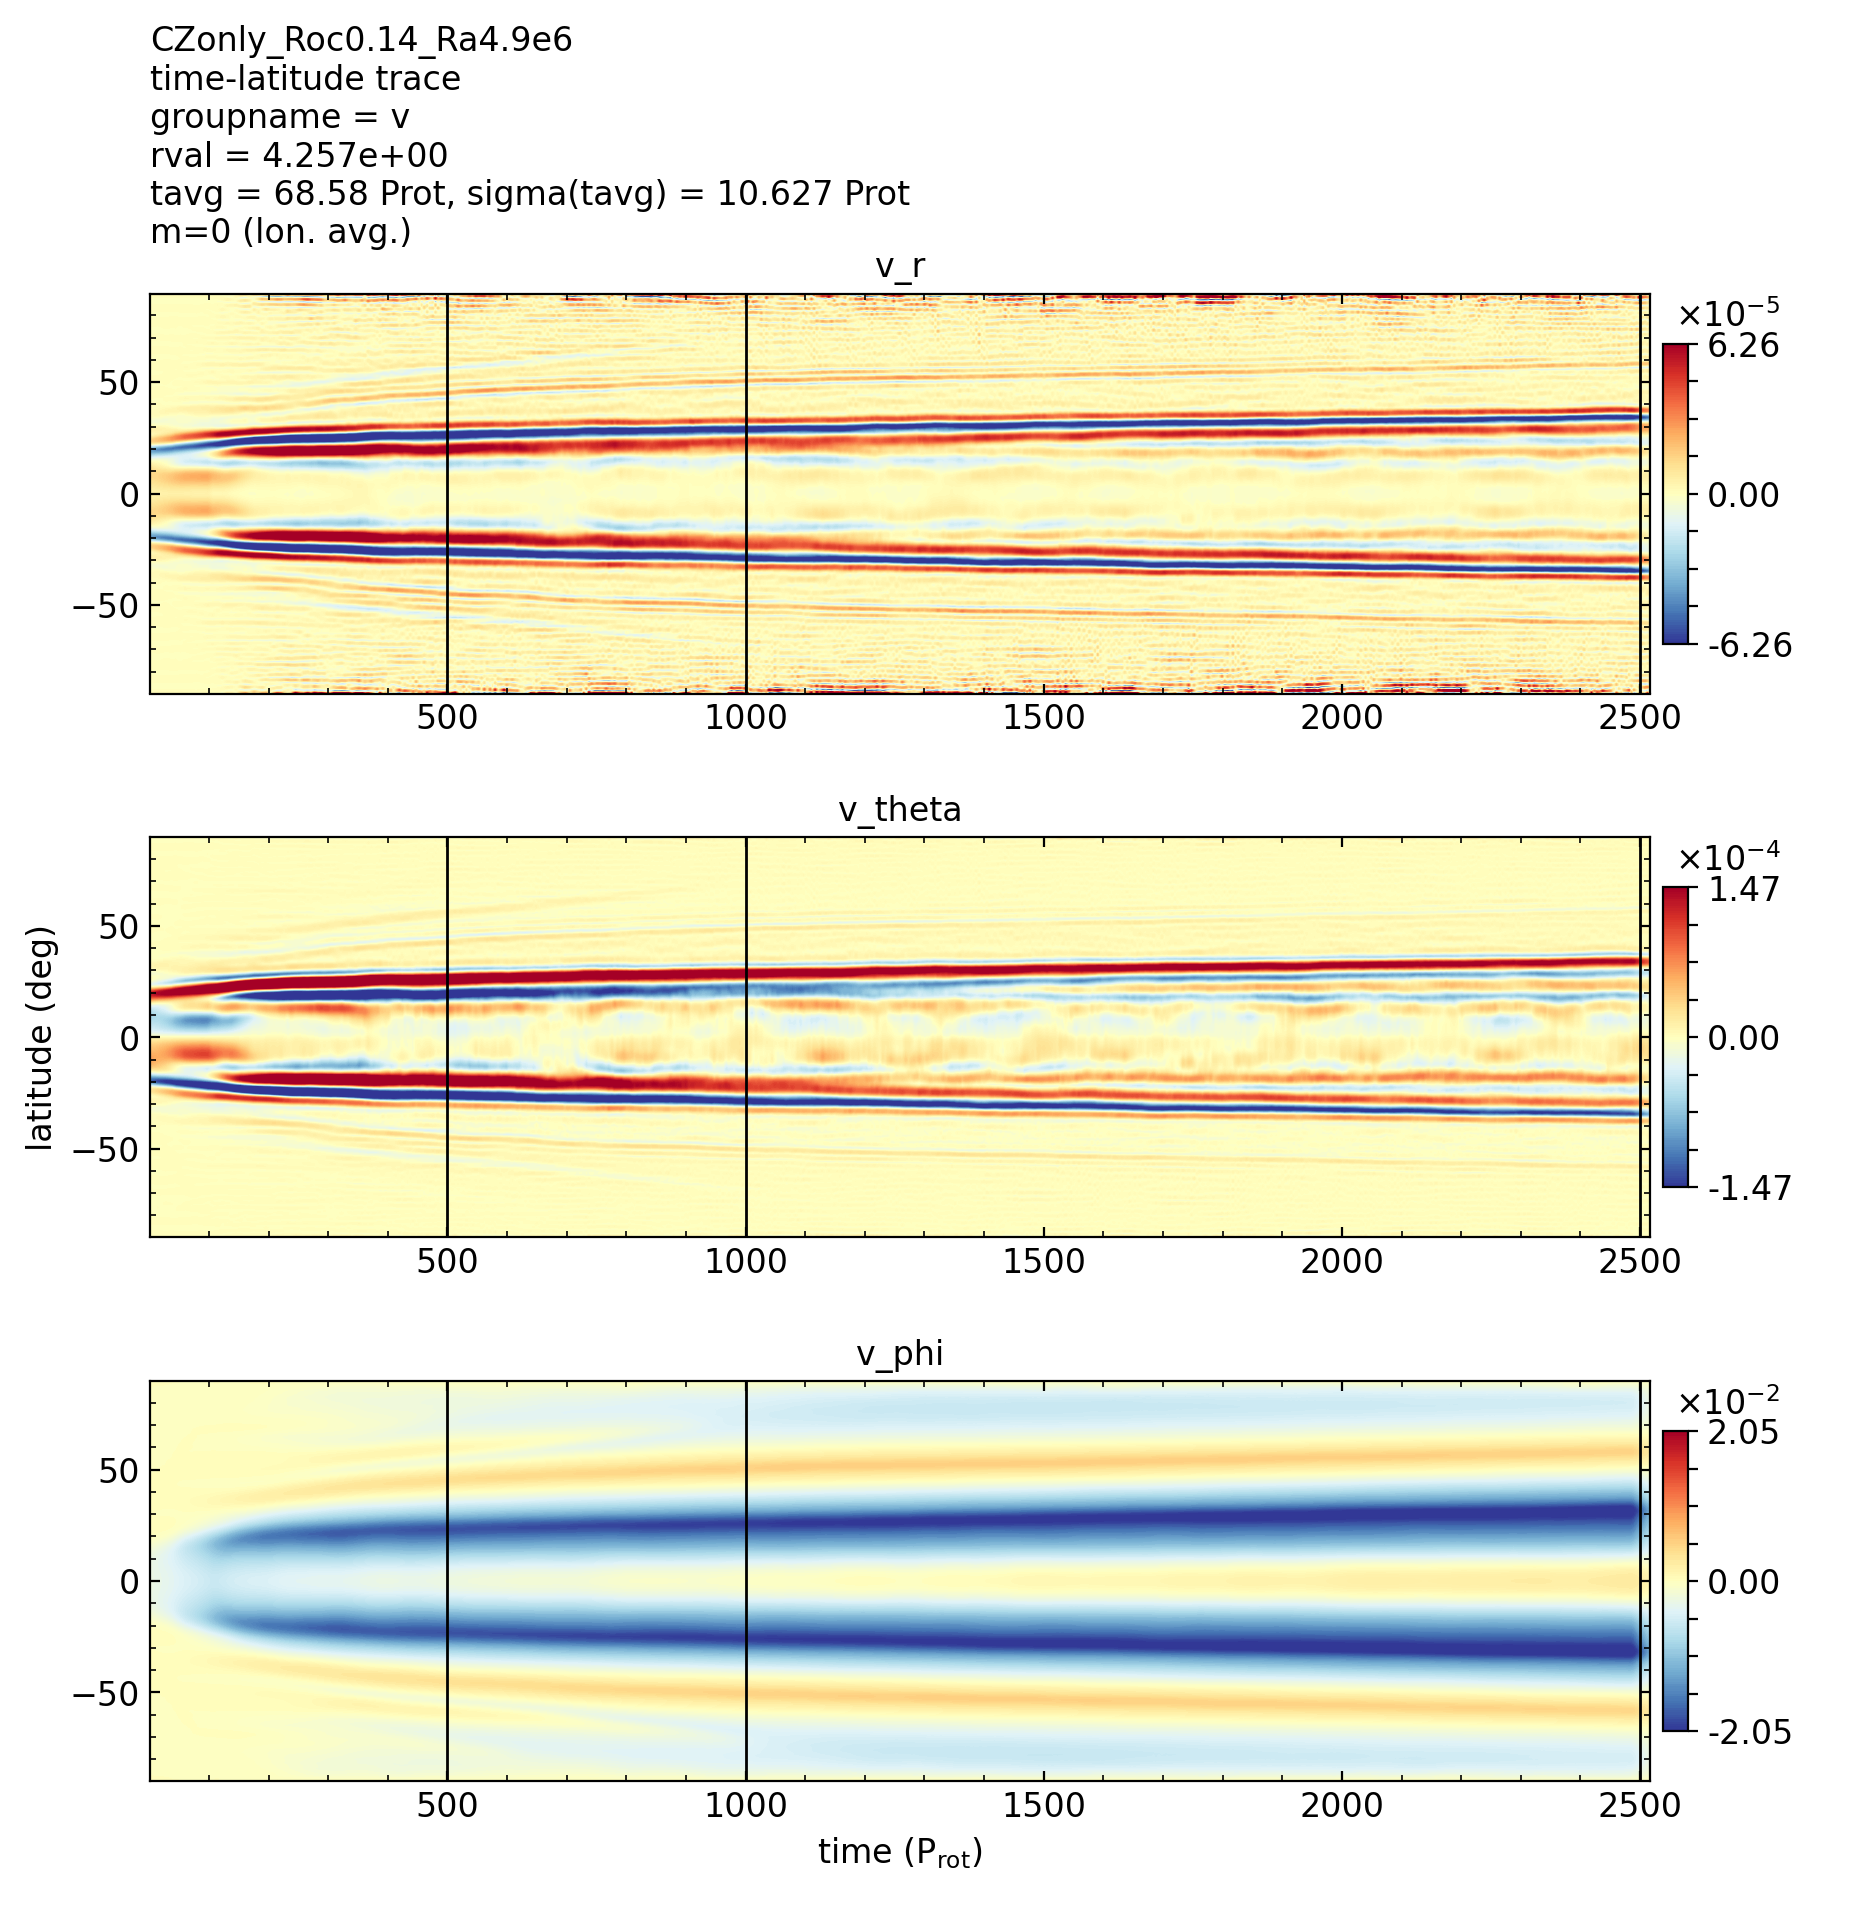 CZonly_Roc0.14_Ra4.9e6
time-latitude trace
groupname = v
rval = 4.257e+00
tavg = 68.58 Prot, sigma(tavg) = 10.627 Prot
m=0 (lon. avg.)
v_r
×10⁻⁵
6.26
0.00
-6.26
50
0
−50
500 1000 1500 2000 2500
v_theta
×10⁻⁴
1.47
0.00
-1.47
50
0
−50
latitude (deg)
500 1000 1500 2000 2500
v_phi
×10⁻²
2.05
0.00
-2.05
50
0
−50
500 1000 1500 2000 2500
time (P_rot)